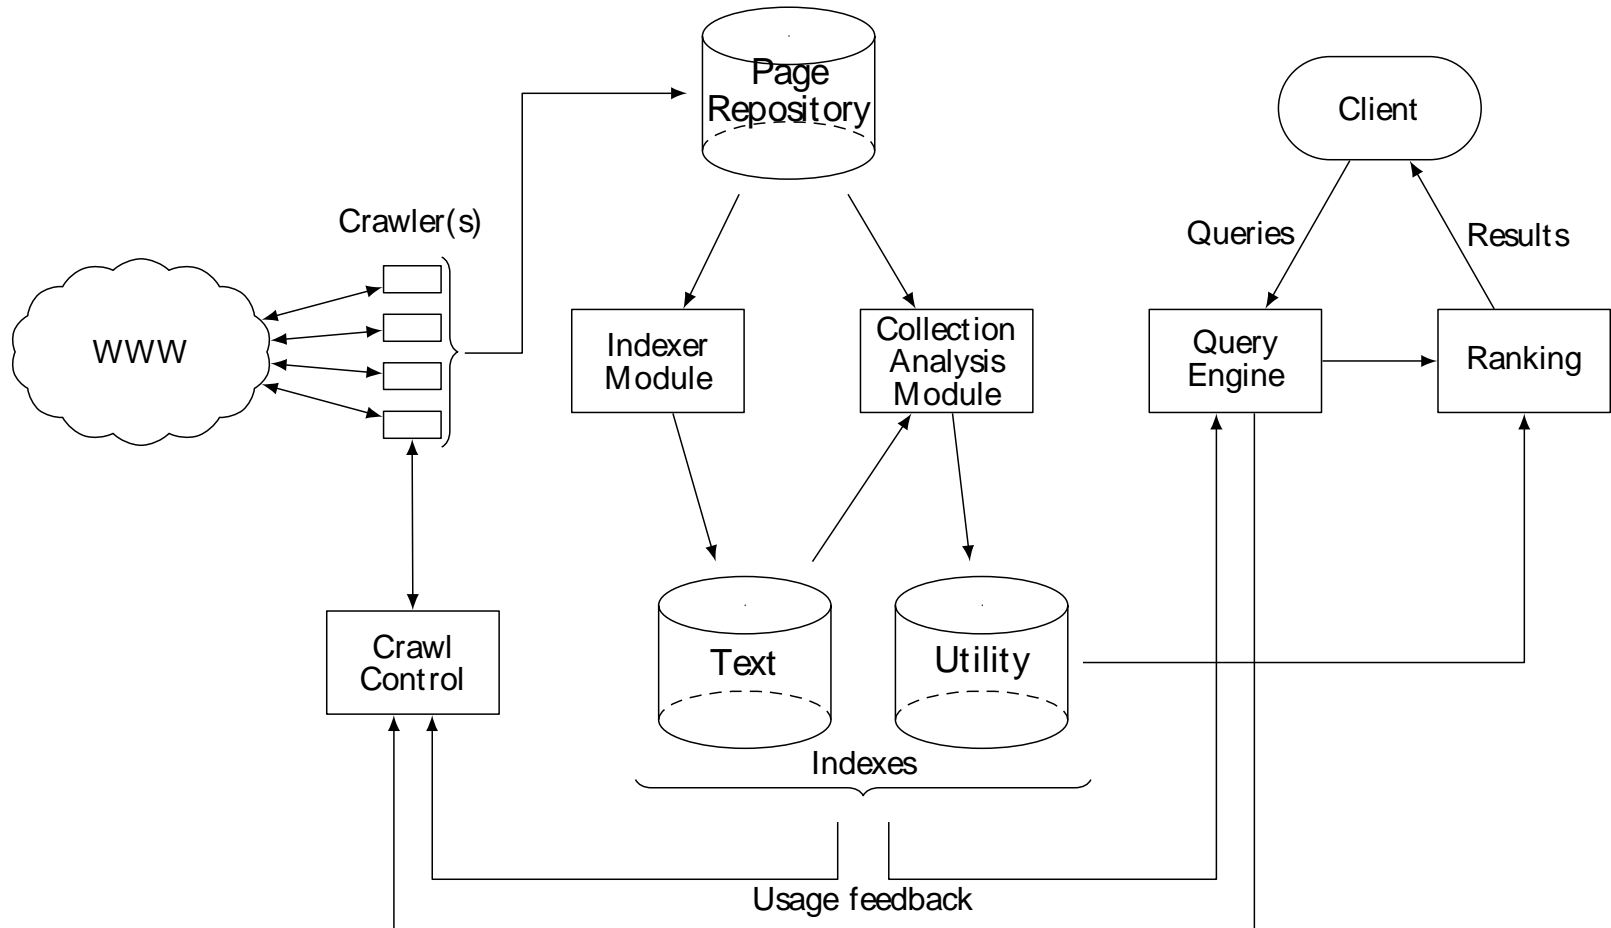 Page
Repository
Client
Crawler(s)
Queries
Results
WWW
Indexer
Module
Collection
Analysis
Module
Query
Engine
Ranking
Crawl
Control
Text
Utility
Indexes
Usage feedback